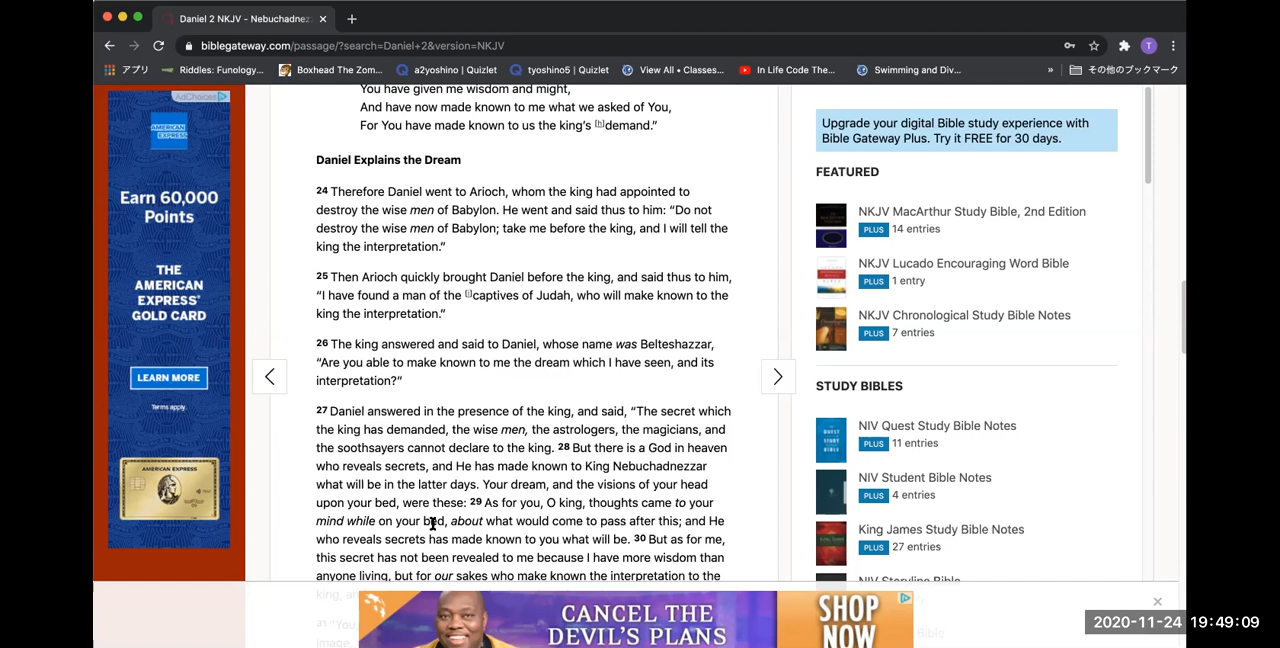 Daniel 2 NKJV - Nebuchadnez
biblegateway.com/passage/?search=Daniel+2&version=NKJV
アプリ
Riddles: Funology...
Boxhead The Zom...
a2yoshino | Quizlet
tyoshino5 | Quizlet
View All • Classes...
In Life Code The...
Swimming and Div...
»
その他のブックマーク
T
AdChoices
AMERICAN EXPRESS
Earn 60,000
Points
THE
AMERICAN
EXPRESS®
GOLD CARD
LEARN MORE
Terms apply.
AMERICAN EXPRESS
You have given me wisdom and might,
And have now made known to me what we asked of You,
For You have made known to us the king's [h]demand."
Daniel Explains the Dream
24 Therefore Daniel went to Arioch, whom the king had appointed to
destroy the wise men of Babylon. He went and said thus to him: "Do not
destroy the wise men of Babylon; take me before the king, and I will tell the
king the interpretation."
25 Then Arioch quickly brought Daniel before the king, and said thus to him,
"I have found a man of the [i]captives of Judah, who will make known to the
king the interpretation."
26 The king answered and said to Daniel, whose name was Belteshazzar,
"Are you able to make known to me the dream which I have seen, and its
interpretation?"
27 Daniel answered in the presence of the king, and said, "The secret which
the king has demanded, the wise men, the astrologers, the magicians, and
the soothsayers cannot declare to the king. 28 But there is a God in heaven
who reveals secrets, and He has made known to King Nebuchadnezzar
what will be in the latter days. Your dream, and the visions of your head
upon your bed, were these: 29 As for you, O king, thoughts came to your
mind while on your bed, about what would come to pass after this; and He
who reveals secrets has made known to you what will be. 30 But as for me,
this secret has not been revealed to me because I have more wisdom than
anyone living, but for our sakes who make known the interpretation to the
king, an
31 "You
image,
Upgrade your digital Bible study experience with
Bible Gateway Plus. Try it FREE for 30 days.
FEATURED
NKJV MacArthur Study Bible, 2nd Edition
PLUS 14 entries
NKJV Lucado Encouraging Word Bible
PLUS 1 entry
NKJV Chronological Study Bible Notes
PLUS 7 entries
STUDY BIBLES
NIV Quest Study Bible Notes
PLUS 11 entries
NIV Student Bible Notes
PLUS 4 entries
King James Study Bible Notes
PLUS 27 entries
NIV Storyline Bible
Bible
CANCEL THE
DEVIL'S PLANS
SHOP
NOW
2020-11-24 19:49:09